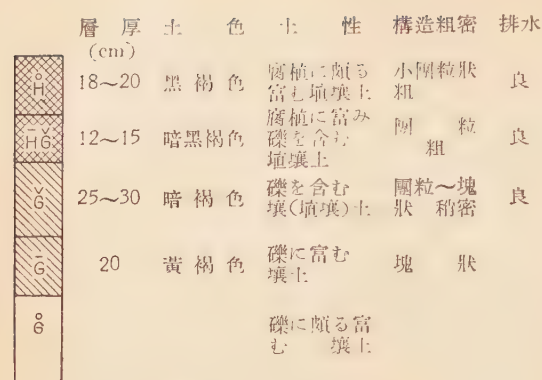 層 厚 土 色 土 性 構造粗密 排水
(cm)
H̊ 18～20 黑褐色 腐植に頗る 小團粒狀 良
富む埴壤土 粗
H̄Ğ 12～15 暗黑褐色 腐植に富み 團粒 良
礫を含む 粗
埴壤土
Ğ 25～30 暗褐色 礫を含む 團粒～塊 良
壤(埴壤)土 狀 稍密
Ḡ 20 黃褐色 礫に富む 塊狀
壤土
G̊ 礫に頗る富
む 壤土